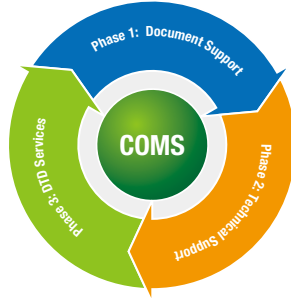 Phase 1: Document Support
Phase 2: Technical Support
Phase 3: DTD Services
COMS